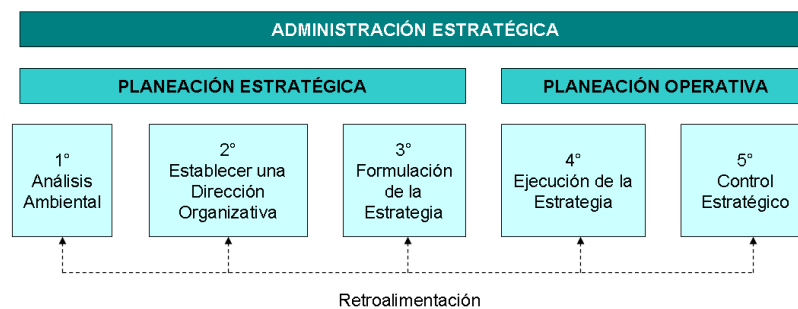 ADMINISTRACIÓN ESTRATÉGICA
PLANEACIÓN ESTRATÉGICA
PLANEACIÓN OPERATIVA
1°
Análisis
Ambiental
2°
Establecer una
Dirección
Organizativa
3°
Formulación
de la
Estrategia
4°
Ejecución de la
Estrategia
5°
Control
Estratégico
Retroalimentación